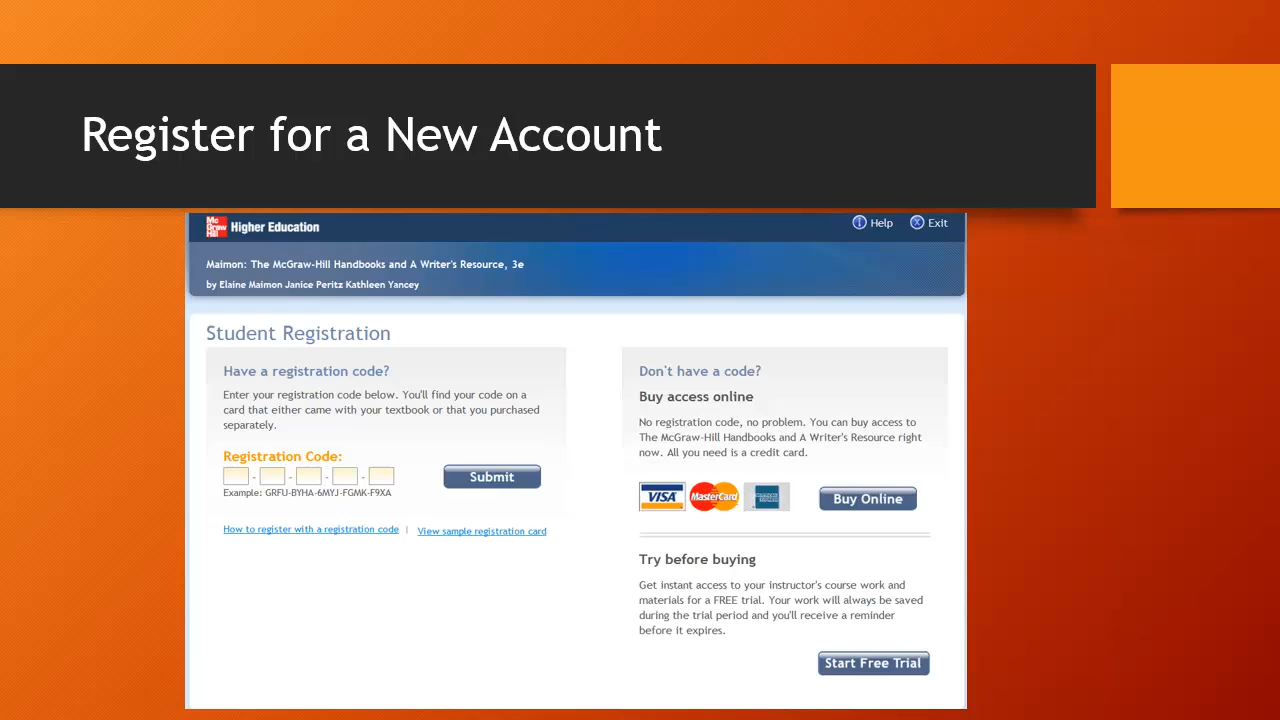 Register for a New Account
Mc
Graw
Hill
Higher Education
Help
Exit
Maimon: The McGraw-Hill Handbooks and A Writer's Resource, 3e
by Elaine Maimon Janice Peritz Kathleen Yancey
Student Registration
Have a registration code?
Enter your registration code below. You'll find your code on a
card that either came with your textbook or that you purchased
separately.
Registration Code:
- - - -
Submit
Example: GRFU-BYHA-6MYJ-FGMK-F9XA
How to register with a registration code | View sample registration card
Don't have a code?
Buy access online
No registration code, no problem. You can buy access to
The McGraw-Hill Handbooks and A Writer's Resource right
now. All you need is a credit card.
VISA MasterCard
Buy Online
Try before buying
Get instant access to your instructor's course work and
materials for a FREE trial. Your work will always be saved
during the trial period and you'll receive a reminder
before it expires.
Start Free Trial